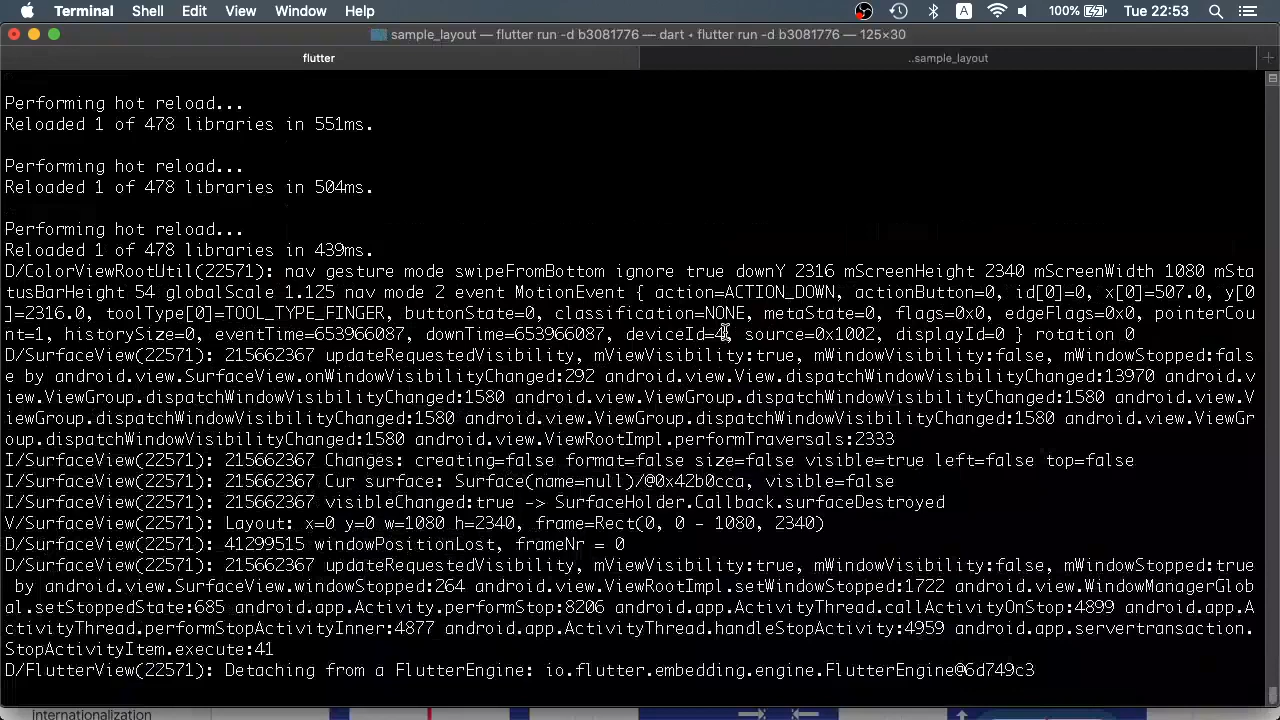 Terminal Shell Edit View Window Help A 100% Tue 22:53
sample_layout — flutter run -d b3081776 — dart ◂ flutter run -d b3081776 — 125×30
flutter ..sample_layout
Performing hot reload...
Reloaded 1 of 478 libraries in 551ms.
Performing hot reload...
Reloaded 1 of 478 libraries in 504ms.
Performing hot reload...
Reloaded 1 of 478 libraries in 439ms.
D/ColorViewRootUtil(22571): nav gesture mode swipeFromBottom ignore true downY 2316 mScreenHeight 2340 mScreenWidth 1080 mSta
tusBarHeight 54 globalScale 1.125 nav mode 2 event MotionEvent { action=ACTION_DOWN, actionButton=0, id[0]=0, x[0]=507.0, y[0
]=2316.0, toolType[0]=TOOL_TYPE_FINGER, buttonState=0, classification=NONE, metaState=0, flags=0x0, edgeFlags=0x0, pointerCou
nt=1, historySize=0, eventTime=653966087, downTime=653966087, deviceId=4, source=0x1002, displayId=0 } rotation 0
D/SurfaceView(22571): 215662367 updateRequestedVisibility, mViewVisibility:true, mWindowVisibility:false, mWindowStopped:fals
e by android.view.SurfaceView.onWindowVisibilityChanged:292 android.view.View.dispatchWindowVisibilityChanged:13970 android.v
iew.ViewGroup.dispatchWindowVisibilityChanged:1580 android.view.ViewGroup.dispatchWindowVisibilityChanged:1580 android.view.V
iewGroup.dispatchWindowVisibilityChanged:1580 android.view.ViewGroup.dispatchWindowVisibilityChanged:1580 android.view.ViewGr
oup.dispatchWindowVisibilityChanged:1580 android.view.ViewRootImpl.performTraversals:2333
I/SurfaceView(22571): 215662367 Changes: creating=false format=false size=false visible=true left=false top=false
I/SurfaceView(22571): 215662367 Cur surface: Surface(name=null)/@0x42b0cca, visible=false
I/SurfaceView(22571): 215662367 visibleChanged:true -> SurfaceHolder.Callback.surfaceDestroyed
V/SurfaceView(22571): Layout: x=0 y=0 w=1080 h=2340, frame=Rect(0, 0 - 1080, 2340)
D/SurfaceView(22571): 41299515 windowPositionLost, frameNr = 0
D/SurfaceView(22571): 215662367 updateRequestedVisibility, mViewVisibility:true, mWindowVisibility:false, mWindowStopped:true
by android.view.SurfaceView.windowStopped:264 android.view.ViewRootImpl.setWindowStopped:1722 android.view.WindowManagerGlob
al.setStoppedState:685 android.app.Activity.performStop:8206 android.app.ActivityThread.callActivityOnStop:4899 android.app.A
ctivityThread.performStopActivityInner:4877 android.app.ActivityThread.handleStopActivity:4959 android.app.servertransaction.
StopActivityItem.execute:41
D/FlutterView(22571): Detaching from a FlutterEngine: io.flutter.embedding.engine.FlutterEngine@6d749c3
internationalization